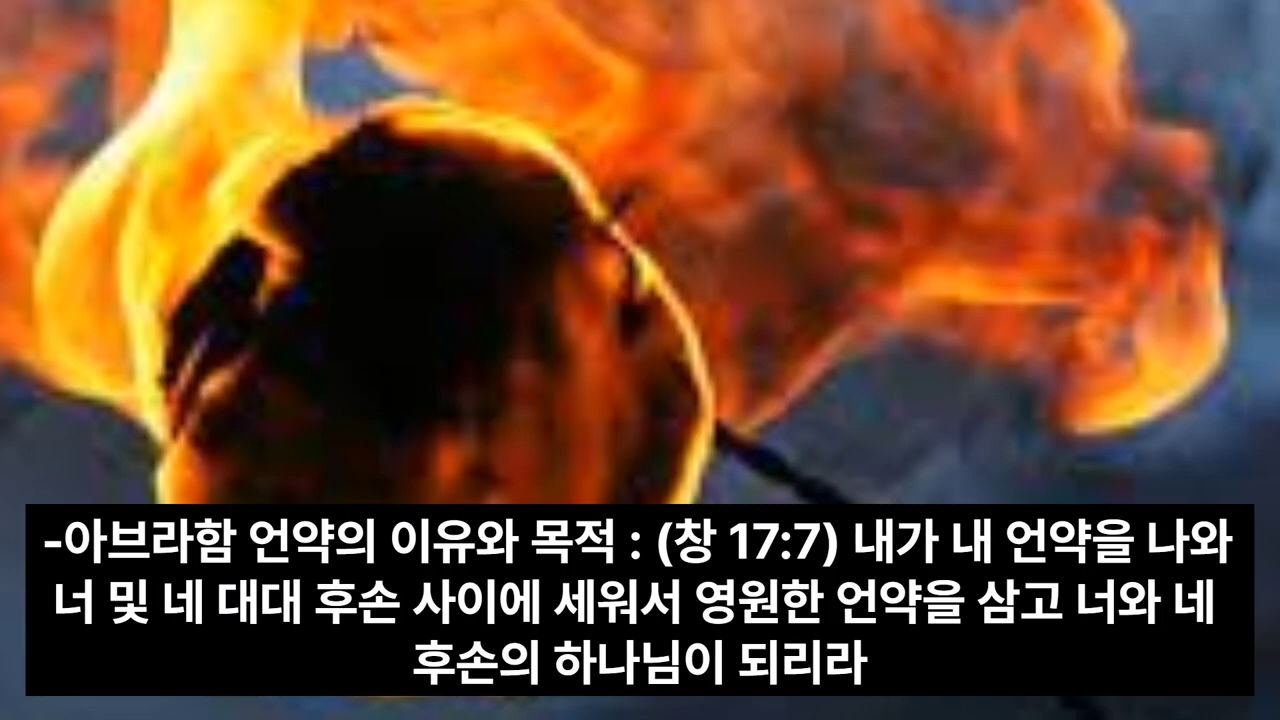 -아브라함 언약의 이유와 목적 : (창 17:7) 내가 내 언약을 나와
너 및 네 대대 후손 사이에 세워서 영원한 언약을 삼고 너와 네
후손의 하나님이 되리라